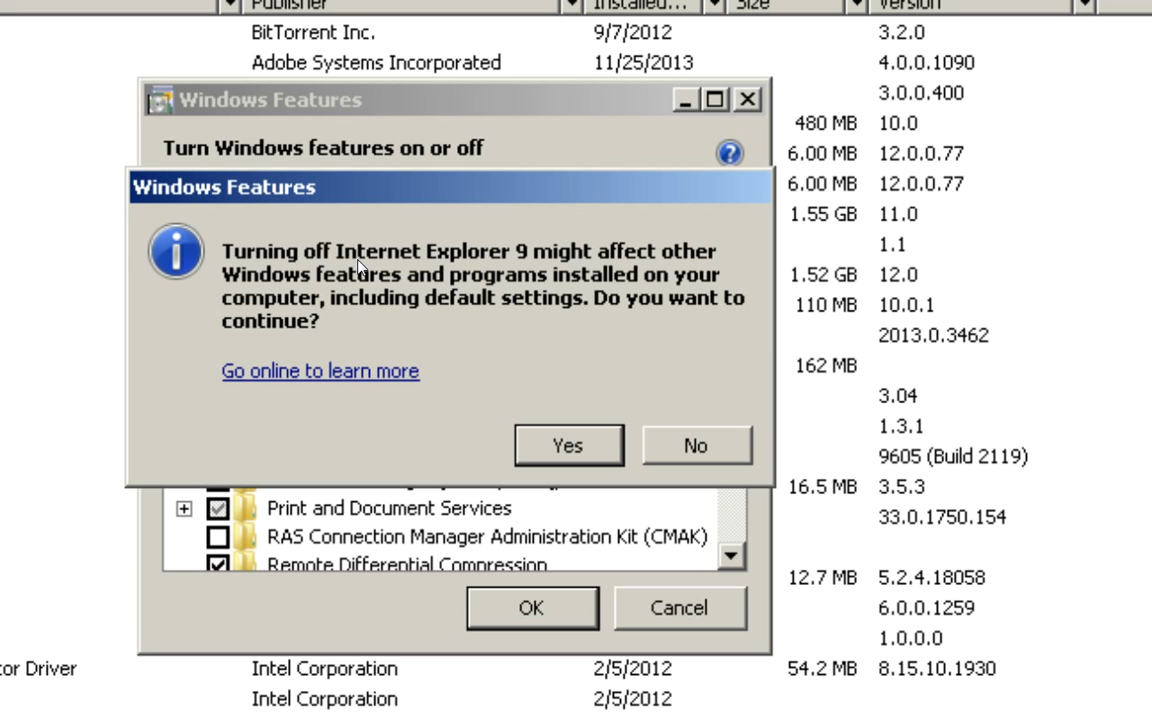 Publisher Installed... Size Version
BitTorrent Inc. 9/7/2012 3.2.0
Adobe Systems Incorporated 11/25/2013 4.0.0.1090
Windows Features 3.0.0.400
480 MB 10.0
Turn Windows features on or off 6.00 MB 12.0.0.77
Windows Features 6.00 MB 12.0.0.77
1.55 GB 11.0
Turning off Internet Explorer 9 might affect other 1.1
Windows features and programs installed on your 1.52 GB 12.0
computer, including default settings. Do you want to 110 MB 10.0.1
continue? 2013.0.3462
Go online to learn more 162 MB
3.04
1.3.1
Yes No 9605 (Build 2119)
16.5 MB 3.5.3
Print and Document Services 33.0.1750.154
RAS Connection Manager Administration Kit (CMAK)
Remote Differential Compression 12.7 MB 5.2.4.18058
OK Cancel 6.0.0.1259
1.0.0.0
tor Driver Intel Corporation 2/5/2012 54.2 MB 8.15.10.1930
Intel Corporation 2/5/2012